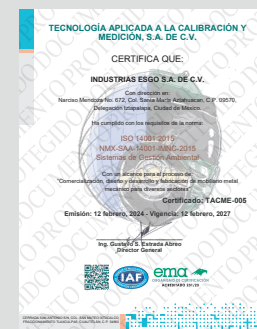 TECNOLOGÍA APLICADA A LA CALIBRACIÓN Y
MEDICIÓN, S.A. DE C.V.
CERTIFICA QUE:
INDUSTRIAS ESGO S.A. DE C.V.
Con dirección en:
Narciso Mendoza No. 672, Col. Santa María Aztahuacan, C.P. 09570,
Delegación Iztapalapa, Ciudad de México.
Ha cumplido con los requisitos de la norma:
ISO 14001:2015
NMX-SAA-14001-IMNC-2015
Sistemas de Gestión Ambiental
Con un alcance para el proceso de
"Comercialización, diseño y desarrollo y fabricación de mobiliario metal
mecánico para diversos sectores"
Certificado: TACME-005
Emisión: 12 febrero, 2024 - Vigencia: 12 febrero, 2027
Ing. Gustavo S. Estrada Abreo
Director General
IAF
ema
ORGANISMO DE CERTIFICACIÓN